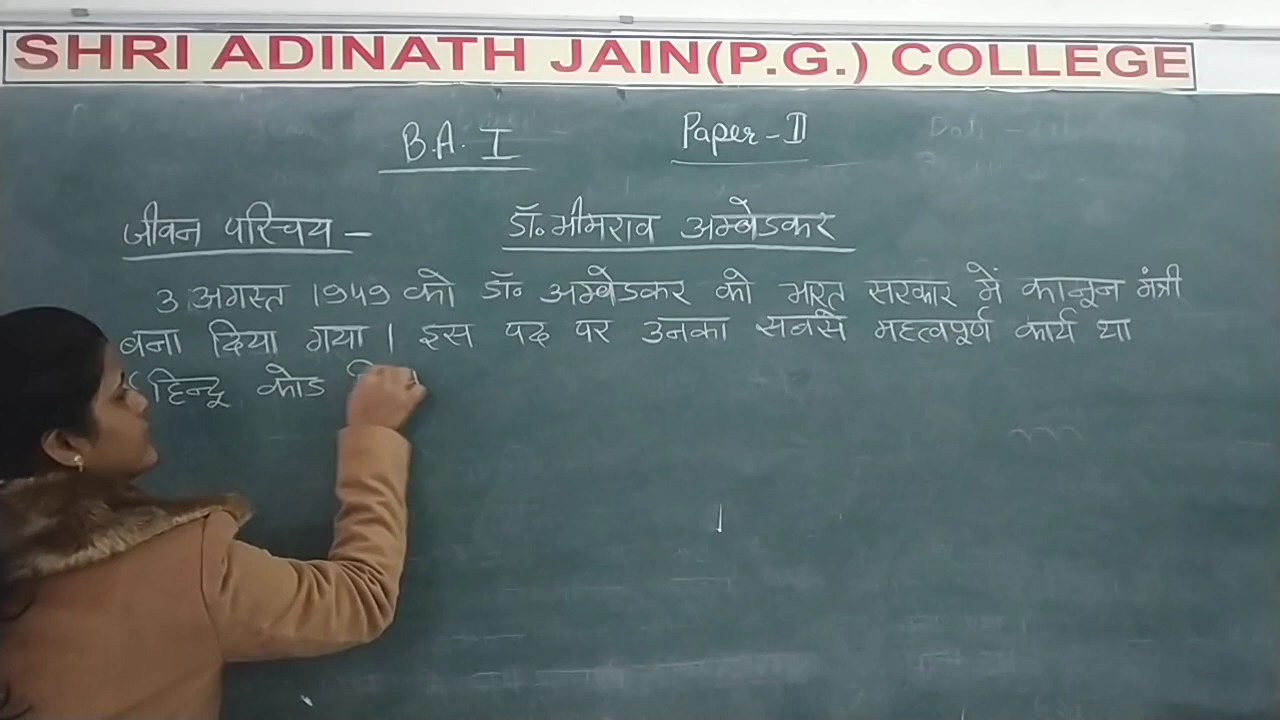 SHRI ADINATH JAIN(P.G.) COLLEGE
B.A. I Paper-II
जीवन परिचय - डॉ॰ भीमराव अम्बेडकर
3 अगस्त 1949 को डॉ॰ अम्बेडकर को भारत सरकार में कानून मंत्री
बना दिया गया। इस पद पर उनका सबसे महत्वपूर्ण कार्य था
"हिन्दू कोड